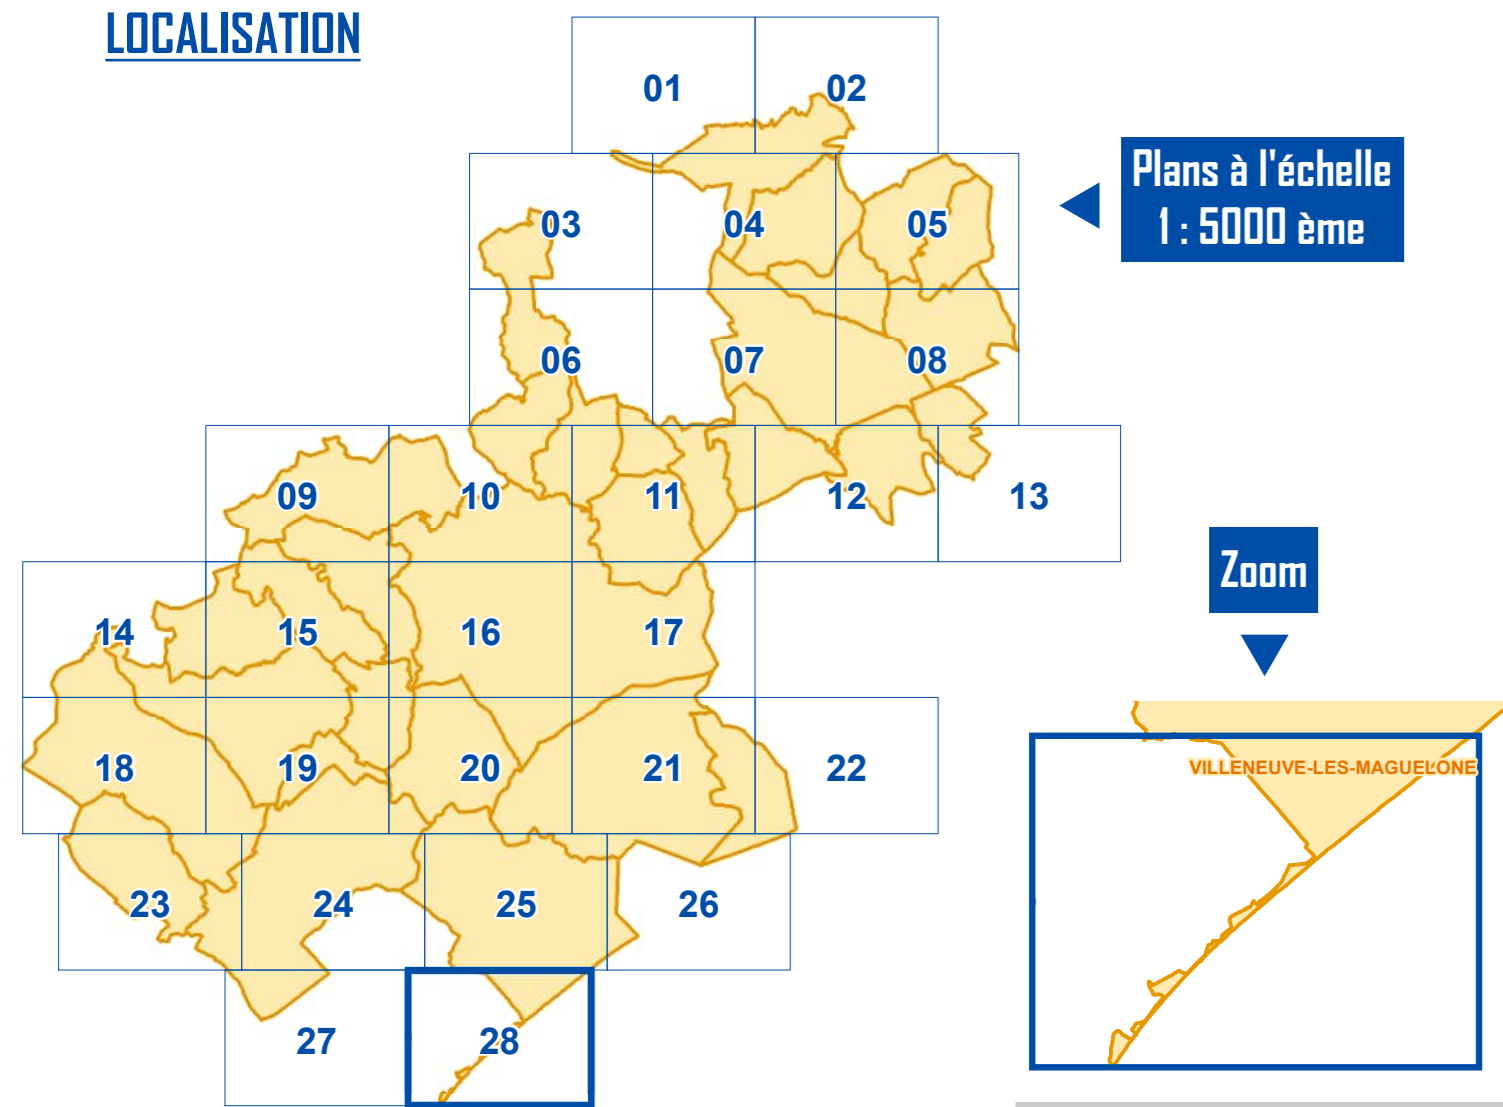 LOCALISATION
01 02
Plans à l'échelle
1 : 5000 ème
03 04 05
06 07 08
09 10 11 12 13
Zoom
14 15 16 17
18 19 20 21 22
VILLENEUVE-LES-MAGUELONE
23 24 25 26
27 28